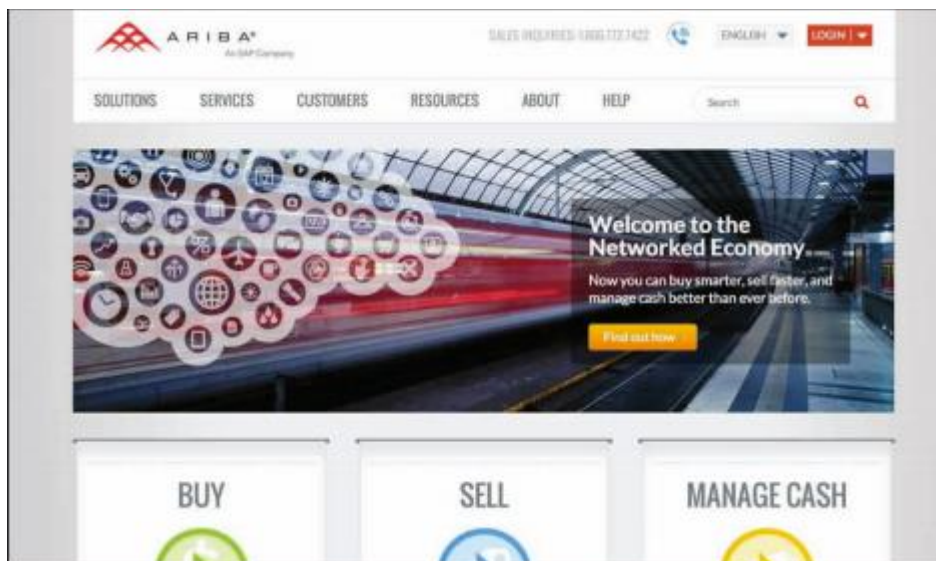 ARIBA®
An SAP Company
SALES INQUIRIES: 1.866.772.7422
ENGLISH
LOGIN
SOLUTIONS
SERVICES
CUSTOMERS
RESOURCES
ABOUT
HELP
Search
Welcome to the
Networked Economy
Now you can buy smarter, sell faster, and
manage cash better than ever before.
Find out how
BUY
SELL
MANAGE CASH